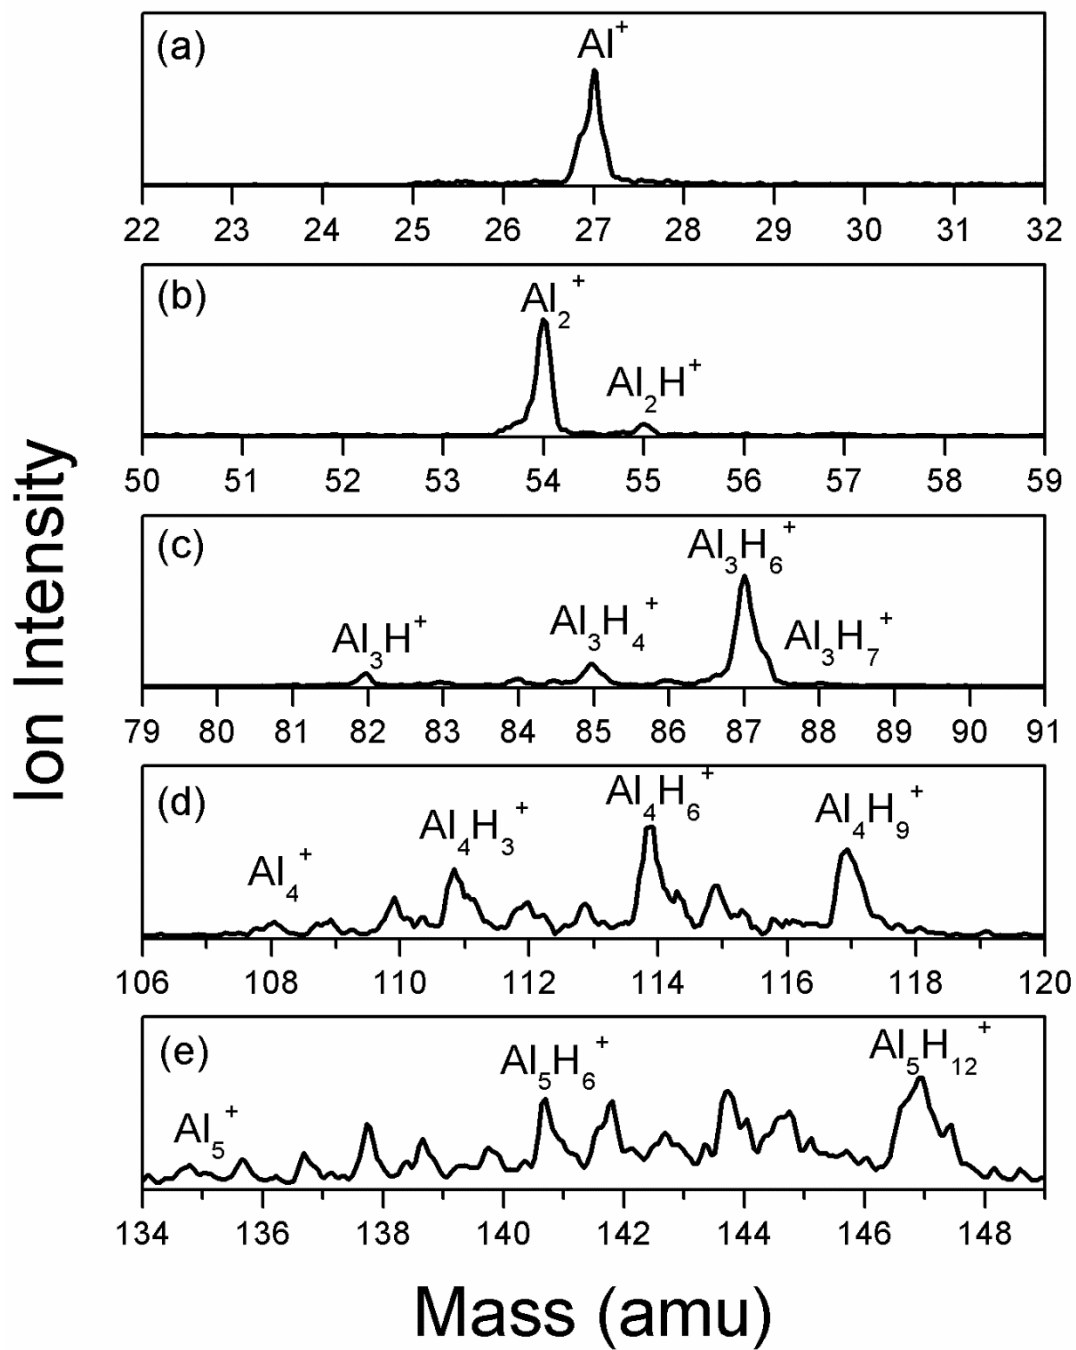 Ion Intensity
(a)
Al⁺
22 23 24 25 26 27 28 29 30 31 32
(b)
Al₂⁺
Al₂H⁺
50 51 52 53 54 55 56 57 58 59
(c)
Al₃H⁺
Al₃H₄⁺
Al₃H₆⁺
Al₃H₇⁺
79 80 81 82 83 84 85 86 87 88 89 90 91
(d)
Al₄⁺
Al₄H₃⁺
Al₄H₆⁺
Al₄H₉⁺
106 108 110 112 114 116 118 120
(e)
Al₅⁺
Al₅H₆⁺
Al₅H₁₂⁺
134 136 138 140 142 144 146 148
Mass (amu)